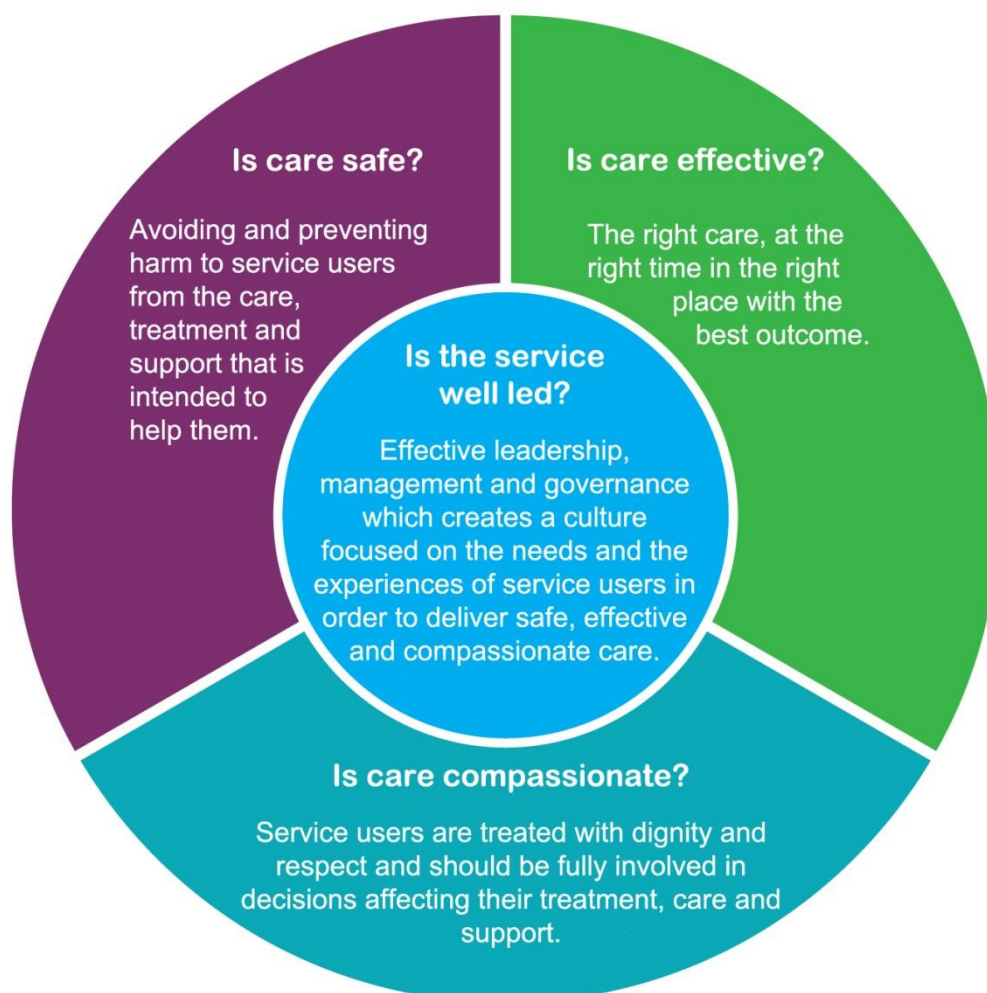 Is care safe?
Avoiding and preventing
harm to service users
from the care,
treatment and
support that is
intended to
help them.
Is care effective?
The right care, at the
right time in the right
place with the
best outcome.
Is the service
well led?
Effective leadership,
management and governance
which creates a culture
focused on the needs and the
experiences of service users in
order to deliver safe, effective
and compassionate care.
Is care compassionate?
Service users are treated with dignity and
respect and should be fully involved in
decisions affecting their treatment, care and
support.